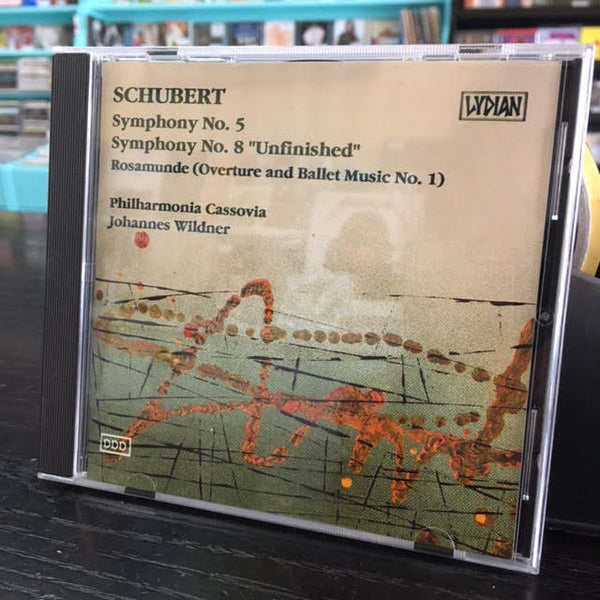 SCHUBERT
LYDIAN
Symphony No. 5
Symphony No. 8 "Unfinished"
Rosamunde (Overture and Ballet Music No. 1)
Philharmonia Cassovia
Johannes Wildner
DDD